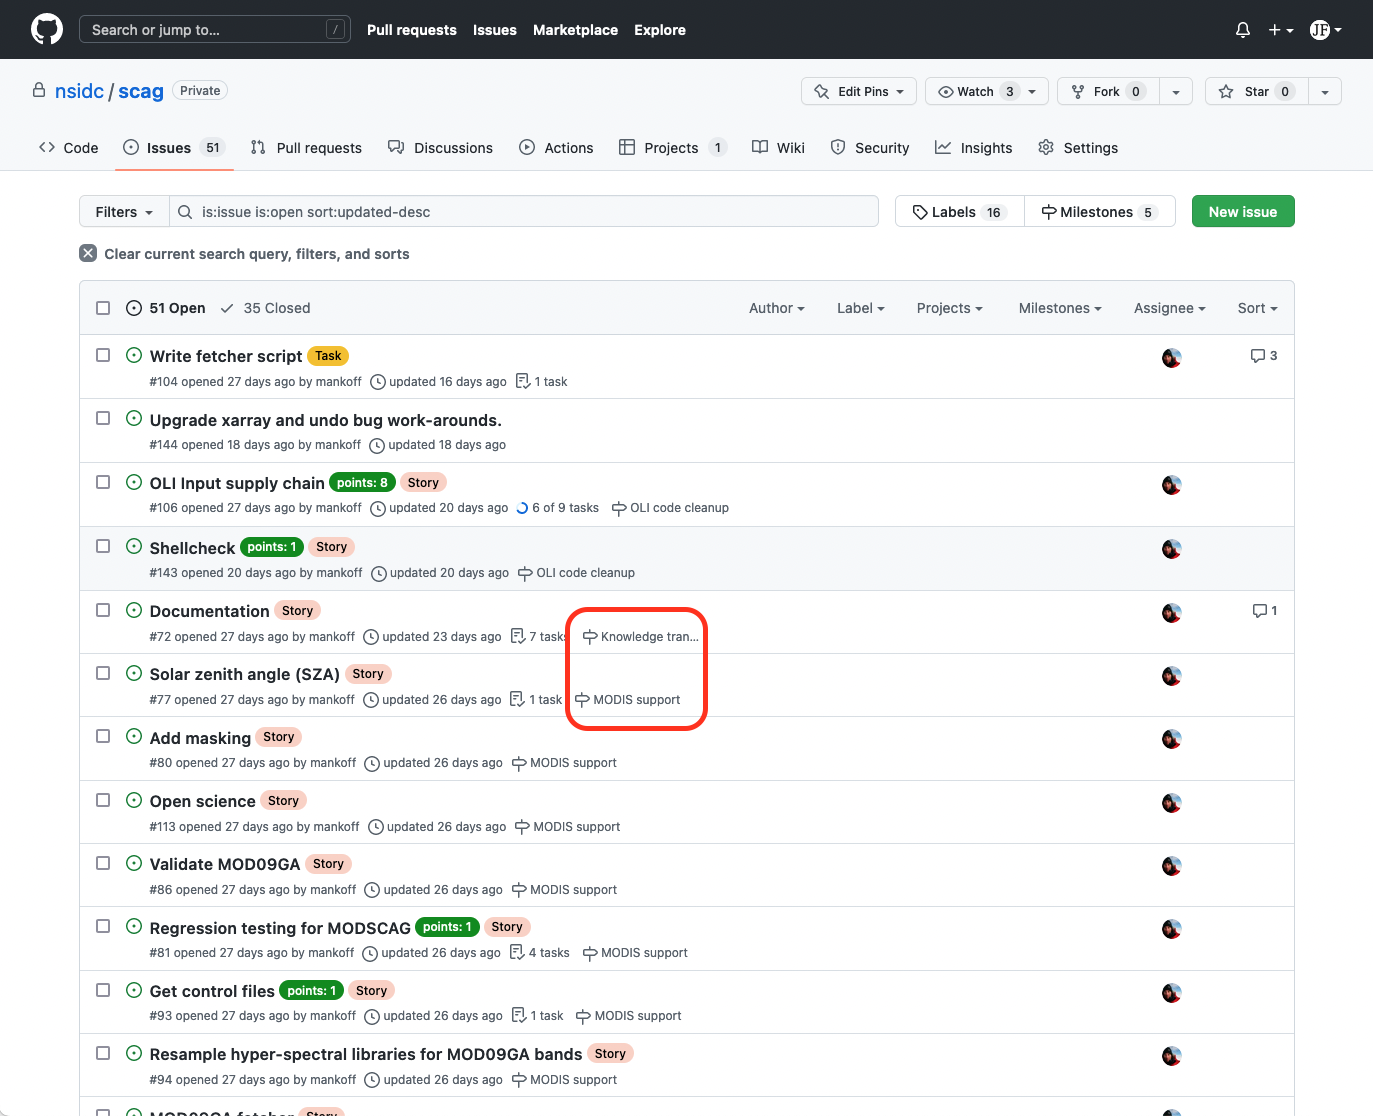 Search or jump to… /
Pull requests Issues Marketplace Explore
JF
nsidc / scag Private
Edit Pins Watch 3 Fork 0 Star 0
Code Issues 51 Pull requests Discussions Actions Projects 1 Wiki Security Insights Settings
Filters is:issue is:open sort:updated-desc Labels 16 Milestones 5 New issue
Clear current search query, filters, and sorts
51 Open 35 Closed Author Label Projects Milestones Assignee Sort
Write fetcher script Task 3
#104 opened 27 days ago by mankoff updated 16 days ago 1 task
Upgrade xarray and undo bug work-arounds.
#144 opened 18 days ago by mankoff updated 18 days ago
OLI Input supply chain points: 8 Story
#106 opened 27 days ago by mankoff updated 20 days ago 6 of 9 tasks OLI code cleanup
Shellcheck points: 1 Story
#143 opened 20 days ago by mankoff updated 20 days ago OLI code cleanup
Documentation Story 1
#72 opened 27 days ago by mankoff updated 23 days ago 7 tasks Knowledge tran...
Solar zenith angle (SZA) Story
#77 opened 27 days ago by mankoff updated 26 days ago 1 task MODIS support
Add masking Story
#80 opened 27 days ago by mankoff updated 26 days ago MODIS support
Open science Story
#113 opened 27 days ago by mankoff updated 26 days ago MODIS support
Validate MOD09GA Story
#86 opened 27 days ago by mankoff updated 26 days ago MODIS support
Regression testing for MODSCAG points: 1 Story
#81 opened 27 days ago by mankoff updated 26 days ago 4 tasks MODIS support
Get control files points: 1 Story
#93 opened 27 days ago by mankoff updated 26 days ago 1 task MODIS support
Resample hyper-spectral libraries for MOD09GA bands Story
#94 opened 27 days ago by mankoff updated 26 days ago MODIS support
MOD09GA fetcher Story